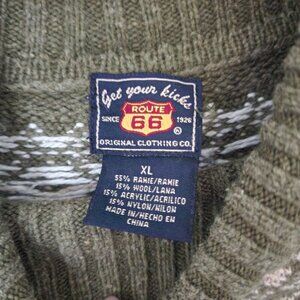 Get your kicks
ROUTE
SINCE 66 1926
®
ORIGINAL CLOTHING CO.
XL
55% RAMIE/RAMIE
15% WOOL/LANA
15% ACRYLIC/ACRILICO
15% NYLON/NILON
MADE IN/HECHO EN
CHINA